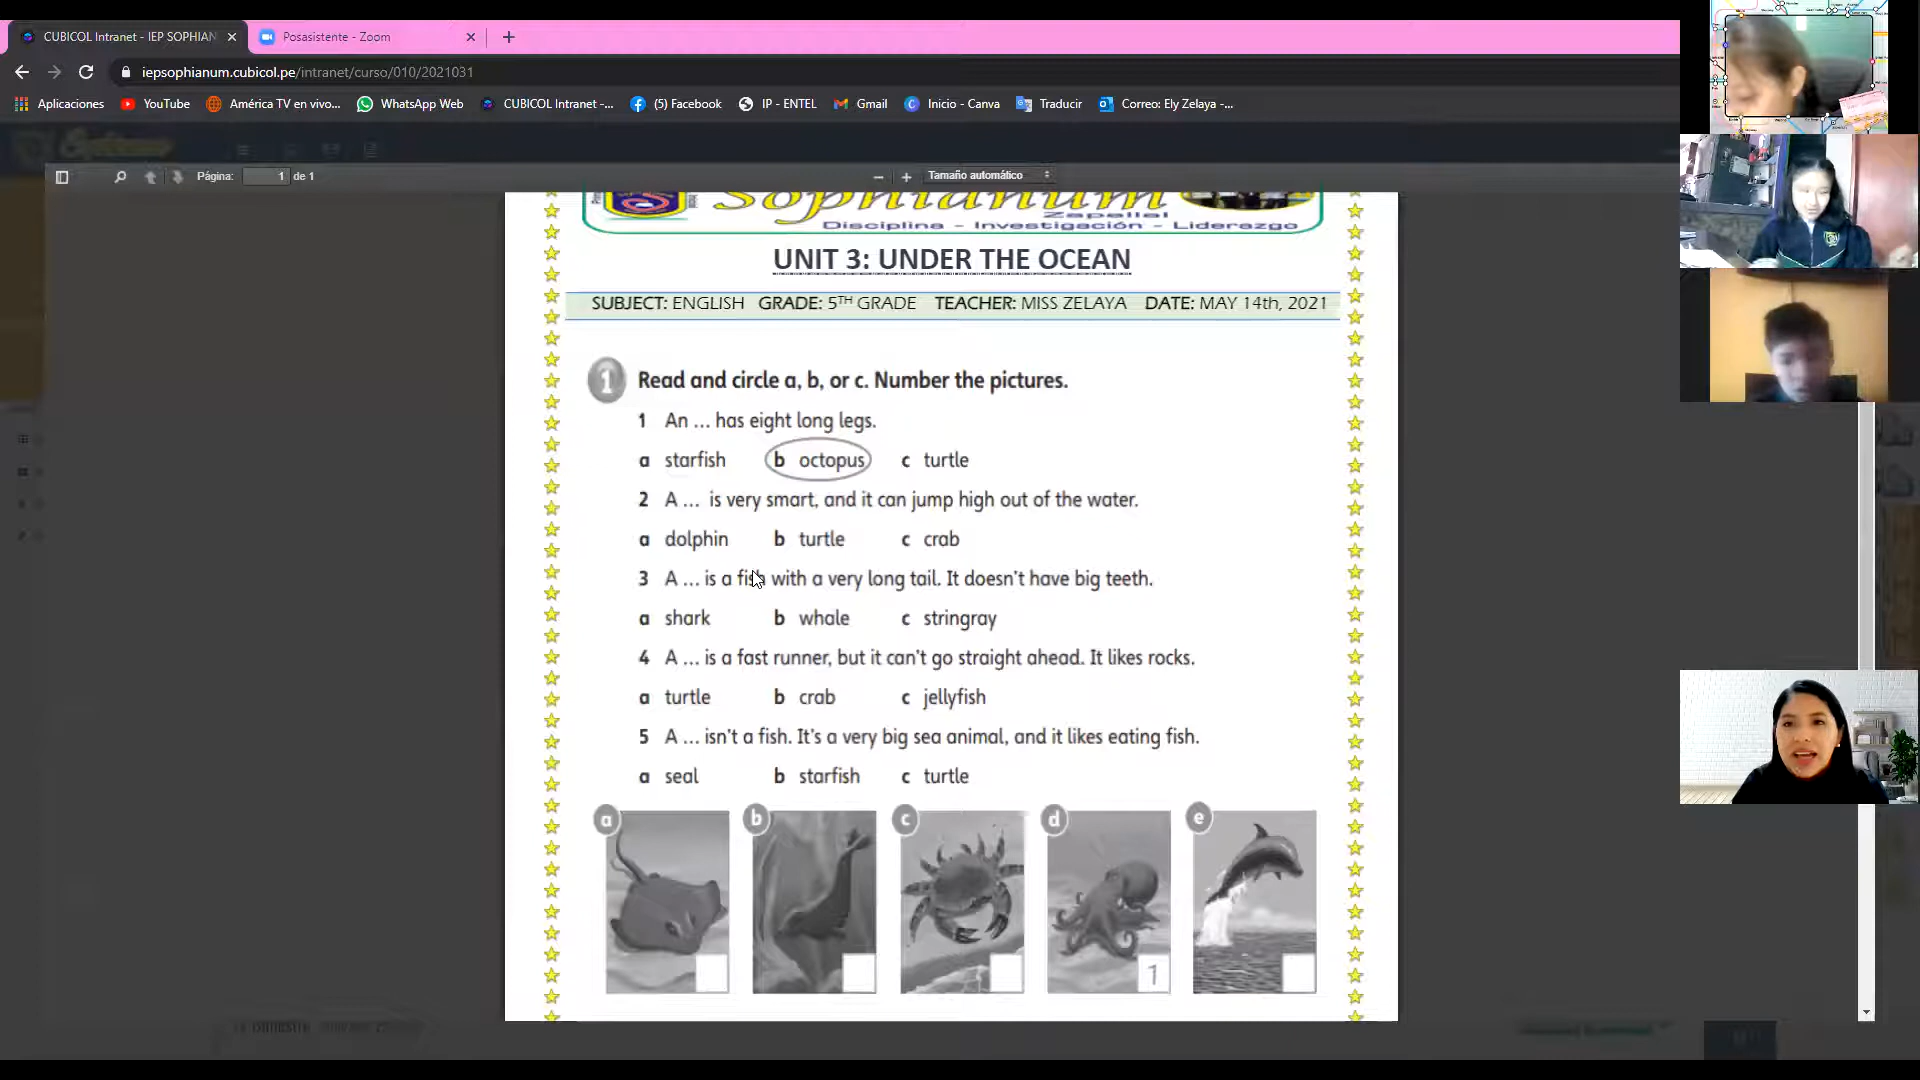 CUBICOL Intranet - IEP SOPHIAN
Posasistente - Zoom
iepsophianum.cubicol.pe/intranet/curso/010/2021031
Aplicaciones YouTube América TV en vivo... WhatsApp Web CUBICOL Intranet -... (5) Facebook IP - ENTEL Gmail Inicio - Canva Traducir Correo: Ely Zelaya -...
Página: 1 de 1 Tamaño automático
Sophianum
Zapallal
Disciplina - Investigación - Liderazgo
UNIT 3: UNDER THE OCEAN
SUBJECT: ENGLISH GRADE: 5TH GRADE TEACHER: MISS ZELAYA DATE: MAY 14th, 2021
1 Read and circle a, b, or c. Number the pictures.
1 An ... has eight long legs.
a starfish b octopus c turtle
2 A ... is very smart, and it can jump high out of the water.
a dolphin b turtle c crab
3 A ... is a fish with a very long tail. It doesn't have big teeth.
a shark b whale c stringray
4 A ... is a fast runner, but it can't go straight ahead. It likes rocks.
a turtle b crab c jellyfish
5 A ... isn't a fish. It's a very big sea animal, and it likes eating fish.
a seal b starfish c turtle
a b c d e
1